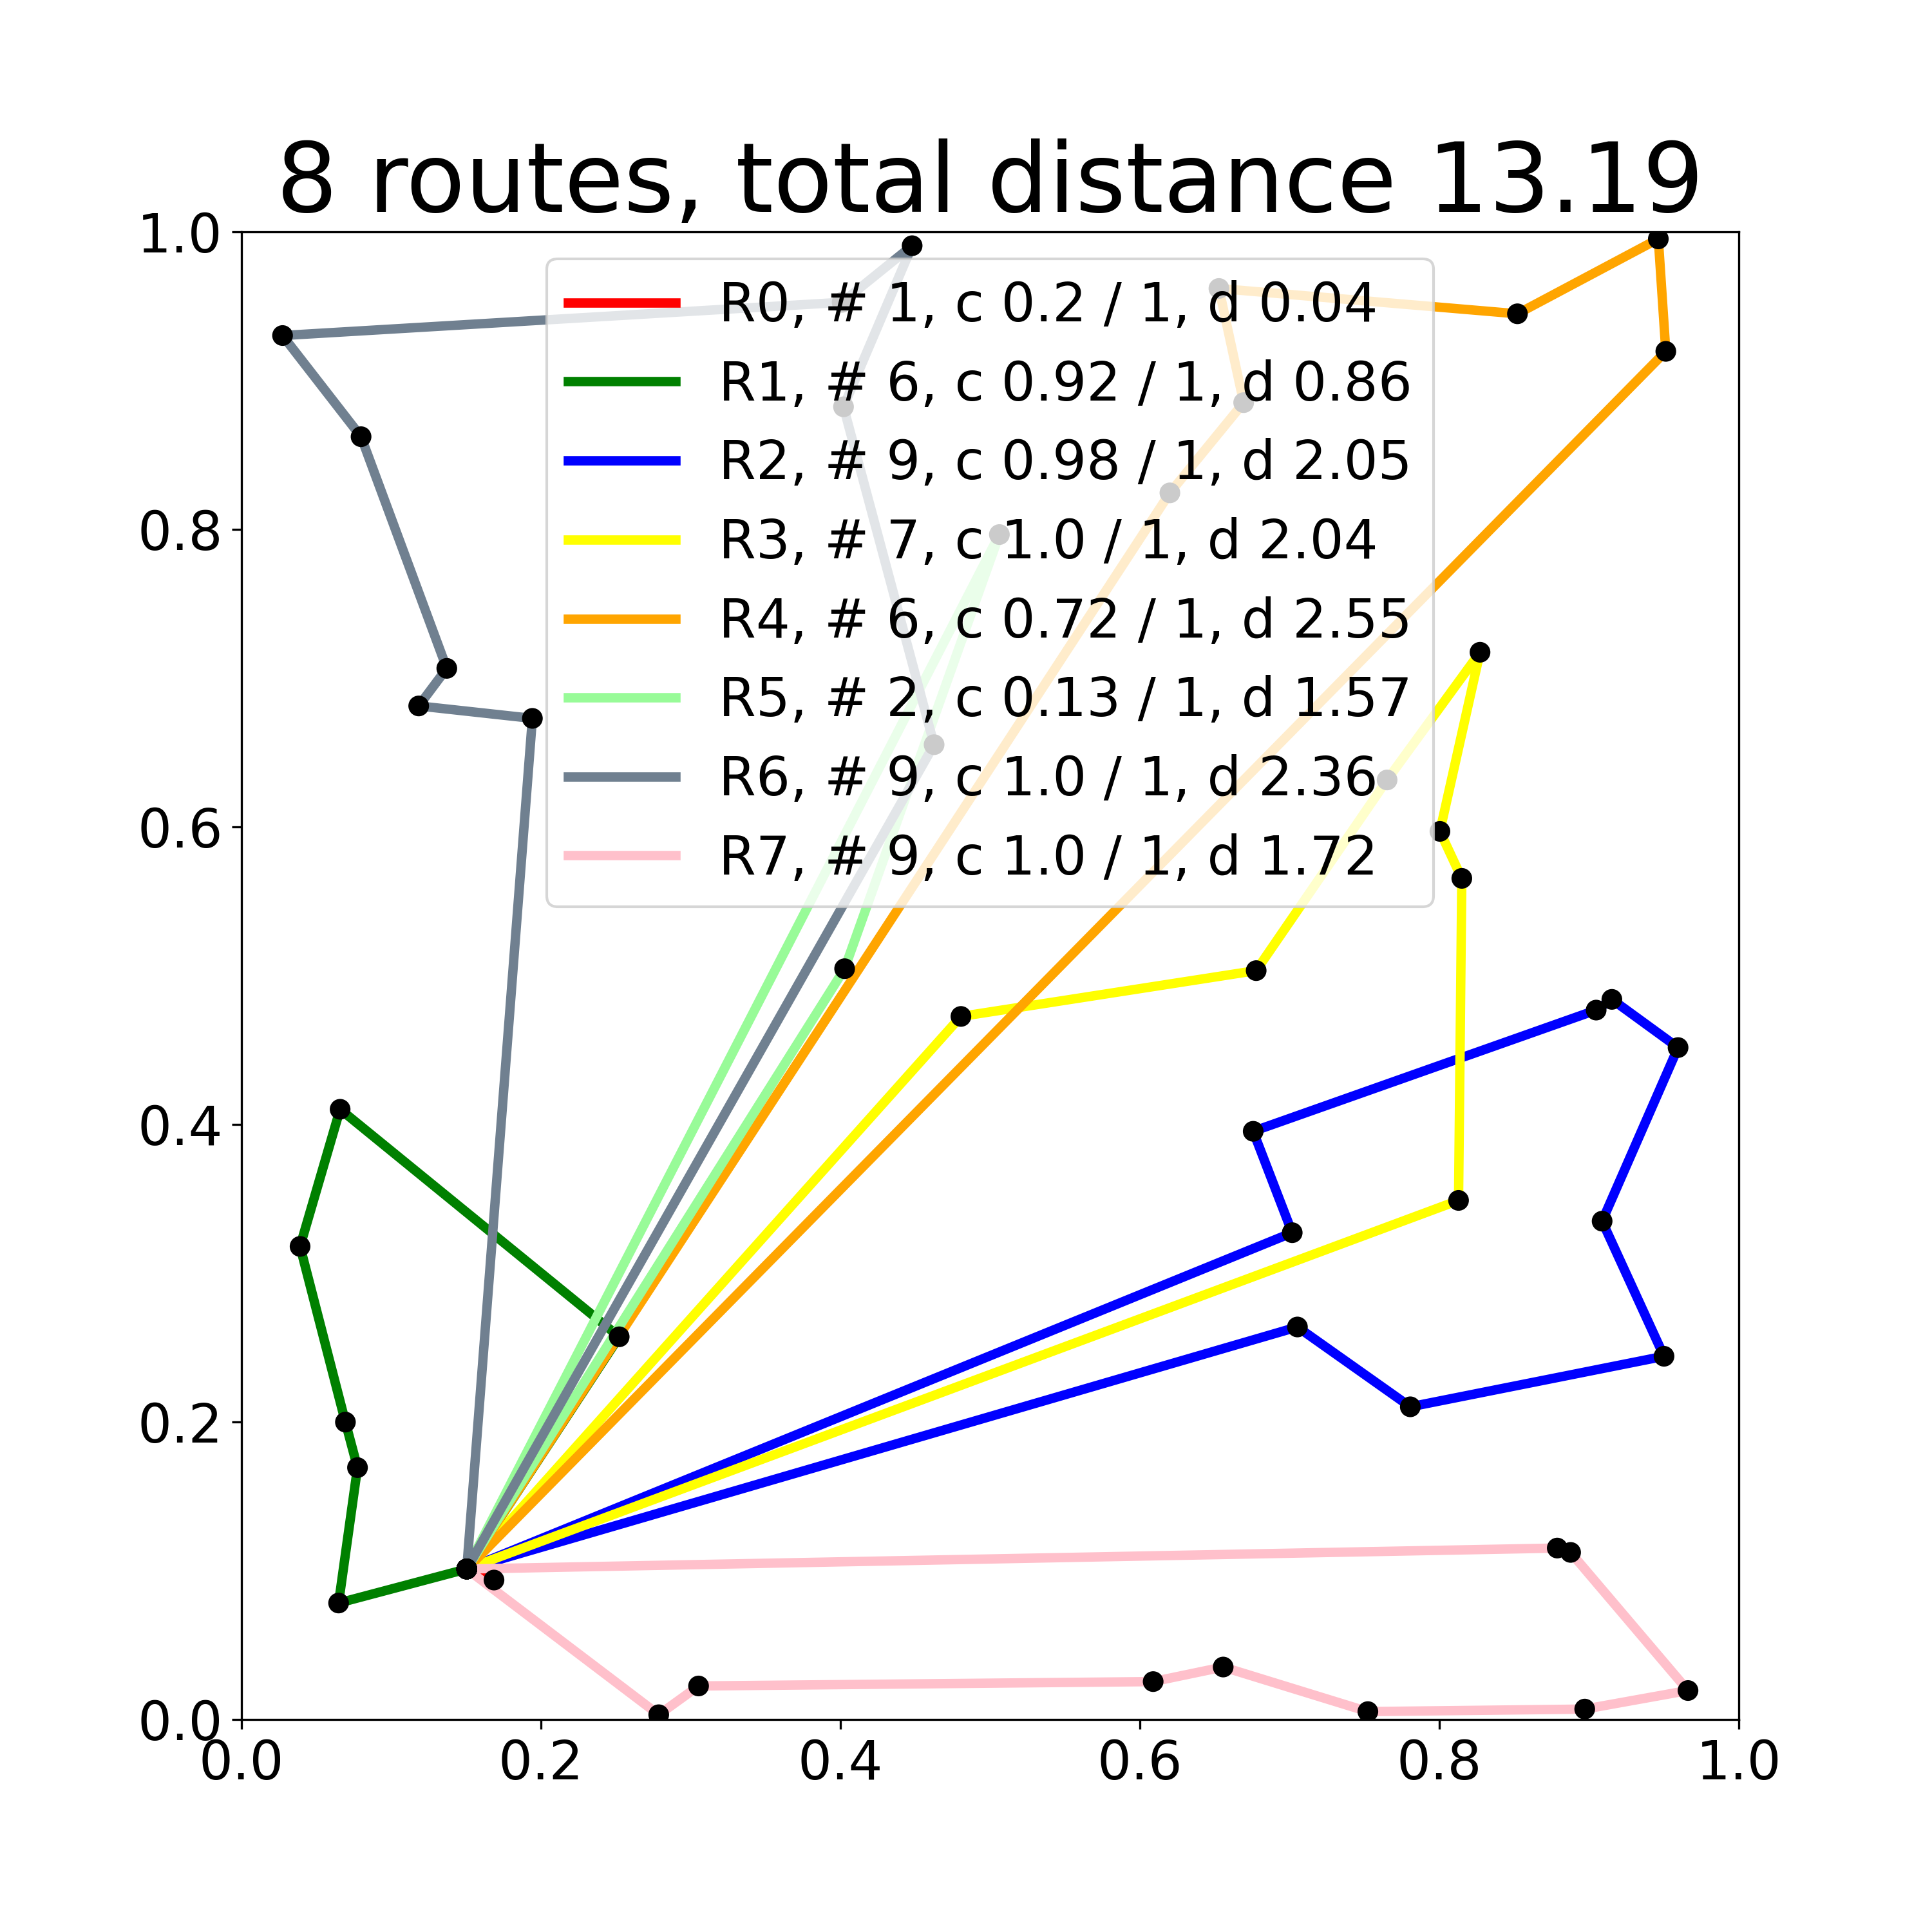 8 routes, total distance 13.19
1.0
0.8
0.6
0.4
0.2
0.0
R0, # 1, c 0.2 / 1, d 0.04
R1, # 6, c 0.92 / 1, d 0.86
R2, # 9, c 0.98 / 1, d 2.05
R3, # 7, c 1.0 / 1, d 2.04
R4, # 6, c 0.72 / 1, d 2.55
R5, # 2, c 0.13 / 1, d 1.57
R6, # 9, c 1.0 / 1, d 2.36
R7, # 9, c 1.0 / 1, d 1.72
0.0 0.2 0.4 0.6 0.8 1.0